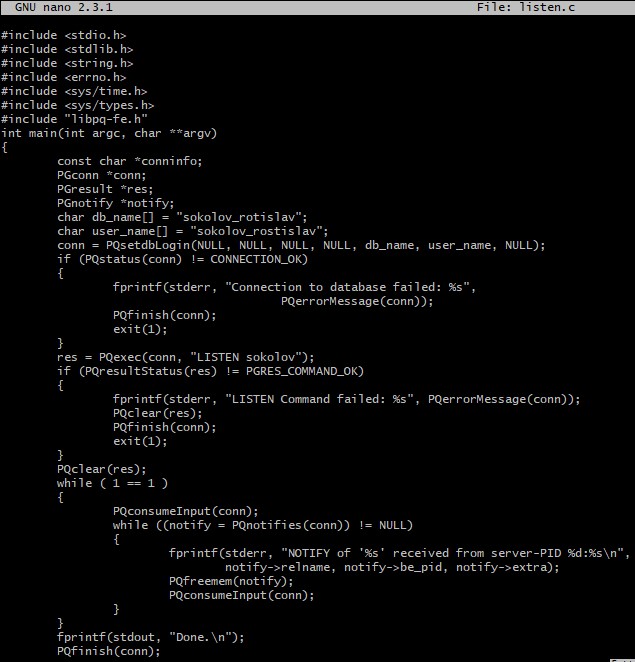 GNU nano 2.3.1 File: listen.c
#include <stdio.h>
#include <stdlib.h>
#include <string.h>
#include <errno.h>
#include <sys/time.h>
#include <sys/types.h>
#include "libpq-fe.h"
int main(int argc, char **argv)
{
        const char *conninfo;
        PGconn *conn;
        PGresult *res;
        PGnotify *notify;
        char db_name[] = "sokolov_rotislav";
        char user_name[] = "sokolov_rostislav";
        conn = PQsetdbLogin(NULL, NULL, NULL, NULL, db_name, user_name, NULL);
        if (PQstatus(conn) != CONNECTION_OK)
        {
                fprintf(stderr, "Connection to database failed: %s",
                                        PQerrorMessage(conn));
                PQfinish(conn);
                exit(1);
        }
        res = PQexec(conn, "LISTEN sokolov");
        if (PQresultStatus(res) != PGRES_COMMAND_OK)
        {
                fprintf(stderr, "LISTEN Command failed: %s", PQerrorMessage(conn));
                PQclear(res);
                PQfinish(conn);
                exit(1);
        }
        PQclear(res);
        while ( 1 == 1 )
        {
                PQconsumeInput(conn);
                while ((notify = PQnotifies(conn)) != NULL)
                {
                        fprintf(stderr, "NOTIFY of '%s' received from server-PID %d:%s\n",
                                notify->relname, notify->be_pid, notify->extra);
                        PQfreemem(notify);
                        PQconsumeInput(conn);
                }
        }
        fprintf(stdout, "Done.\n");
        PQfinish(conn);